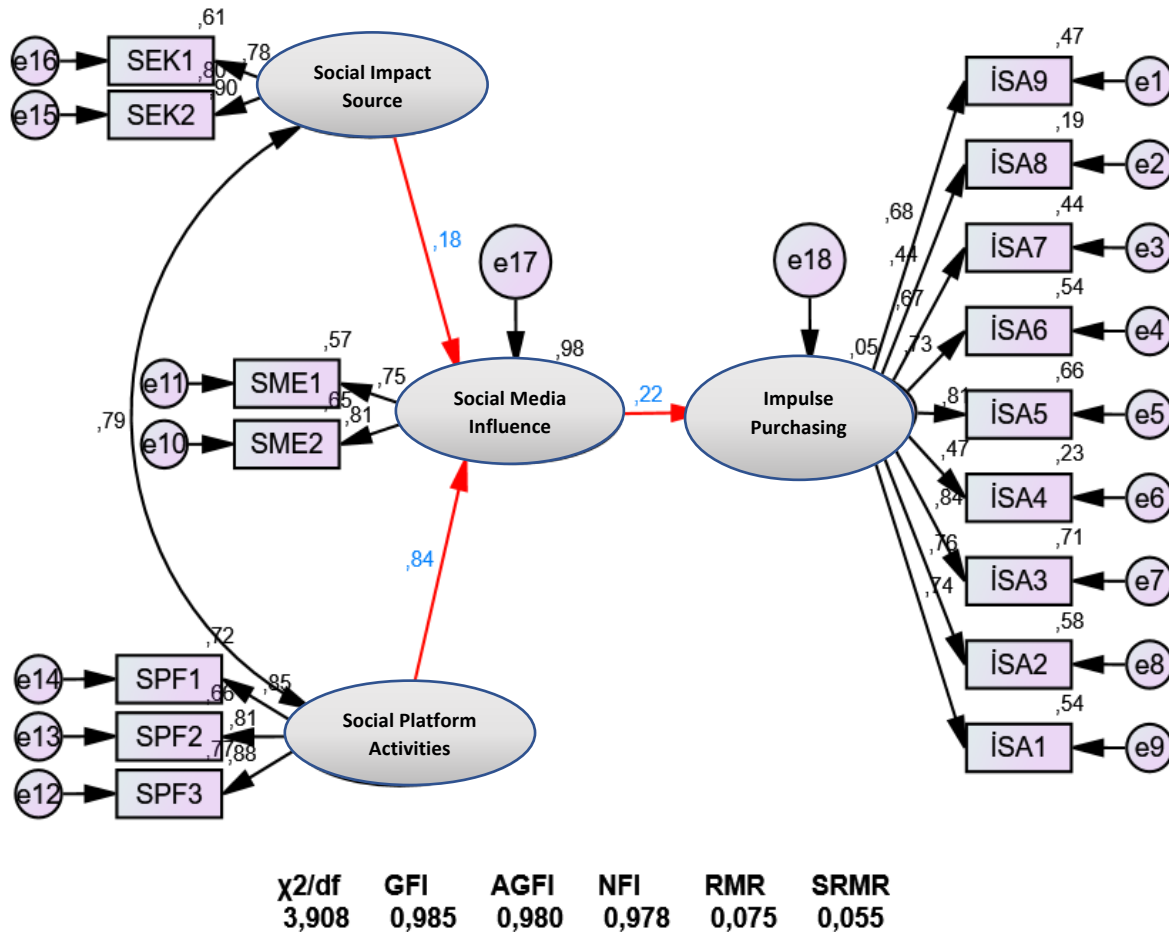 ,61
e16
SEK1
,78
Social Impact
Source
,80
,90
e15
SEK2
,47
İSA9
e1
,19
İSA8
e2
,68
,44
İSA7
e3
,44
,18
e17
e18
,67
,54
İSA6
e4
,79
,57
e11
SME1
,75
,98
Social Media
Influence
,22
,05
Impulse
Purchasing
,73
,66
İSA5
e5
,81
,65
,81
e10
SME2
,47
,23
İSA4
e6
,84
,71
İSA3
e7
,84
,76
,58
İSA2
e8
,74
,54
İSA1
e9
,72
e14
SPF1
,85
,66
Social Platform
Activities
e13
SPF2
,81
,77
,88
e12
SPF3
χ2/df GFI AGFI NFI RMR SRMR
3,908 0,985 0,980 0,978 0,075 0,055